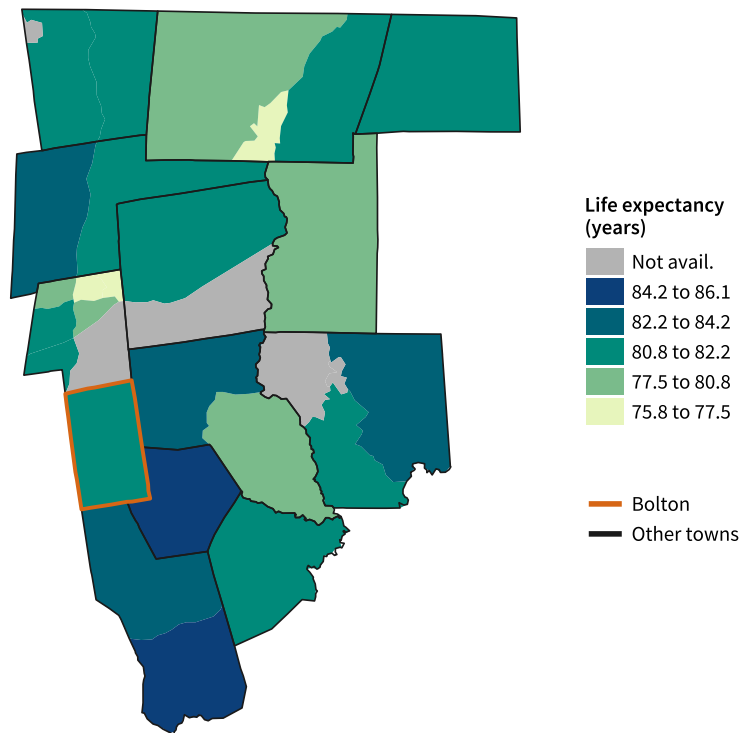 Life expectancy
(years)
Not avail.
84.2 to 86.1
82.2 to 84.2
80.8 to 82.2
77.5 to 80.8
75.8 to 77.5
Bolton
Other towns